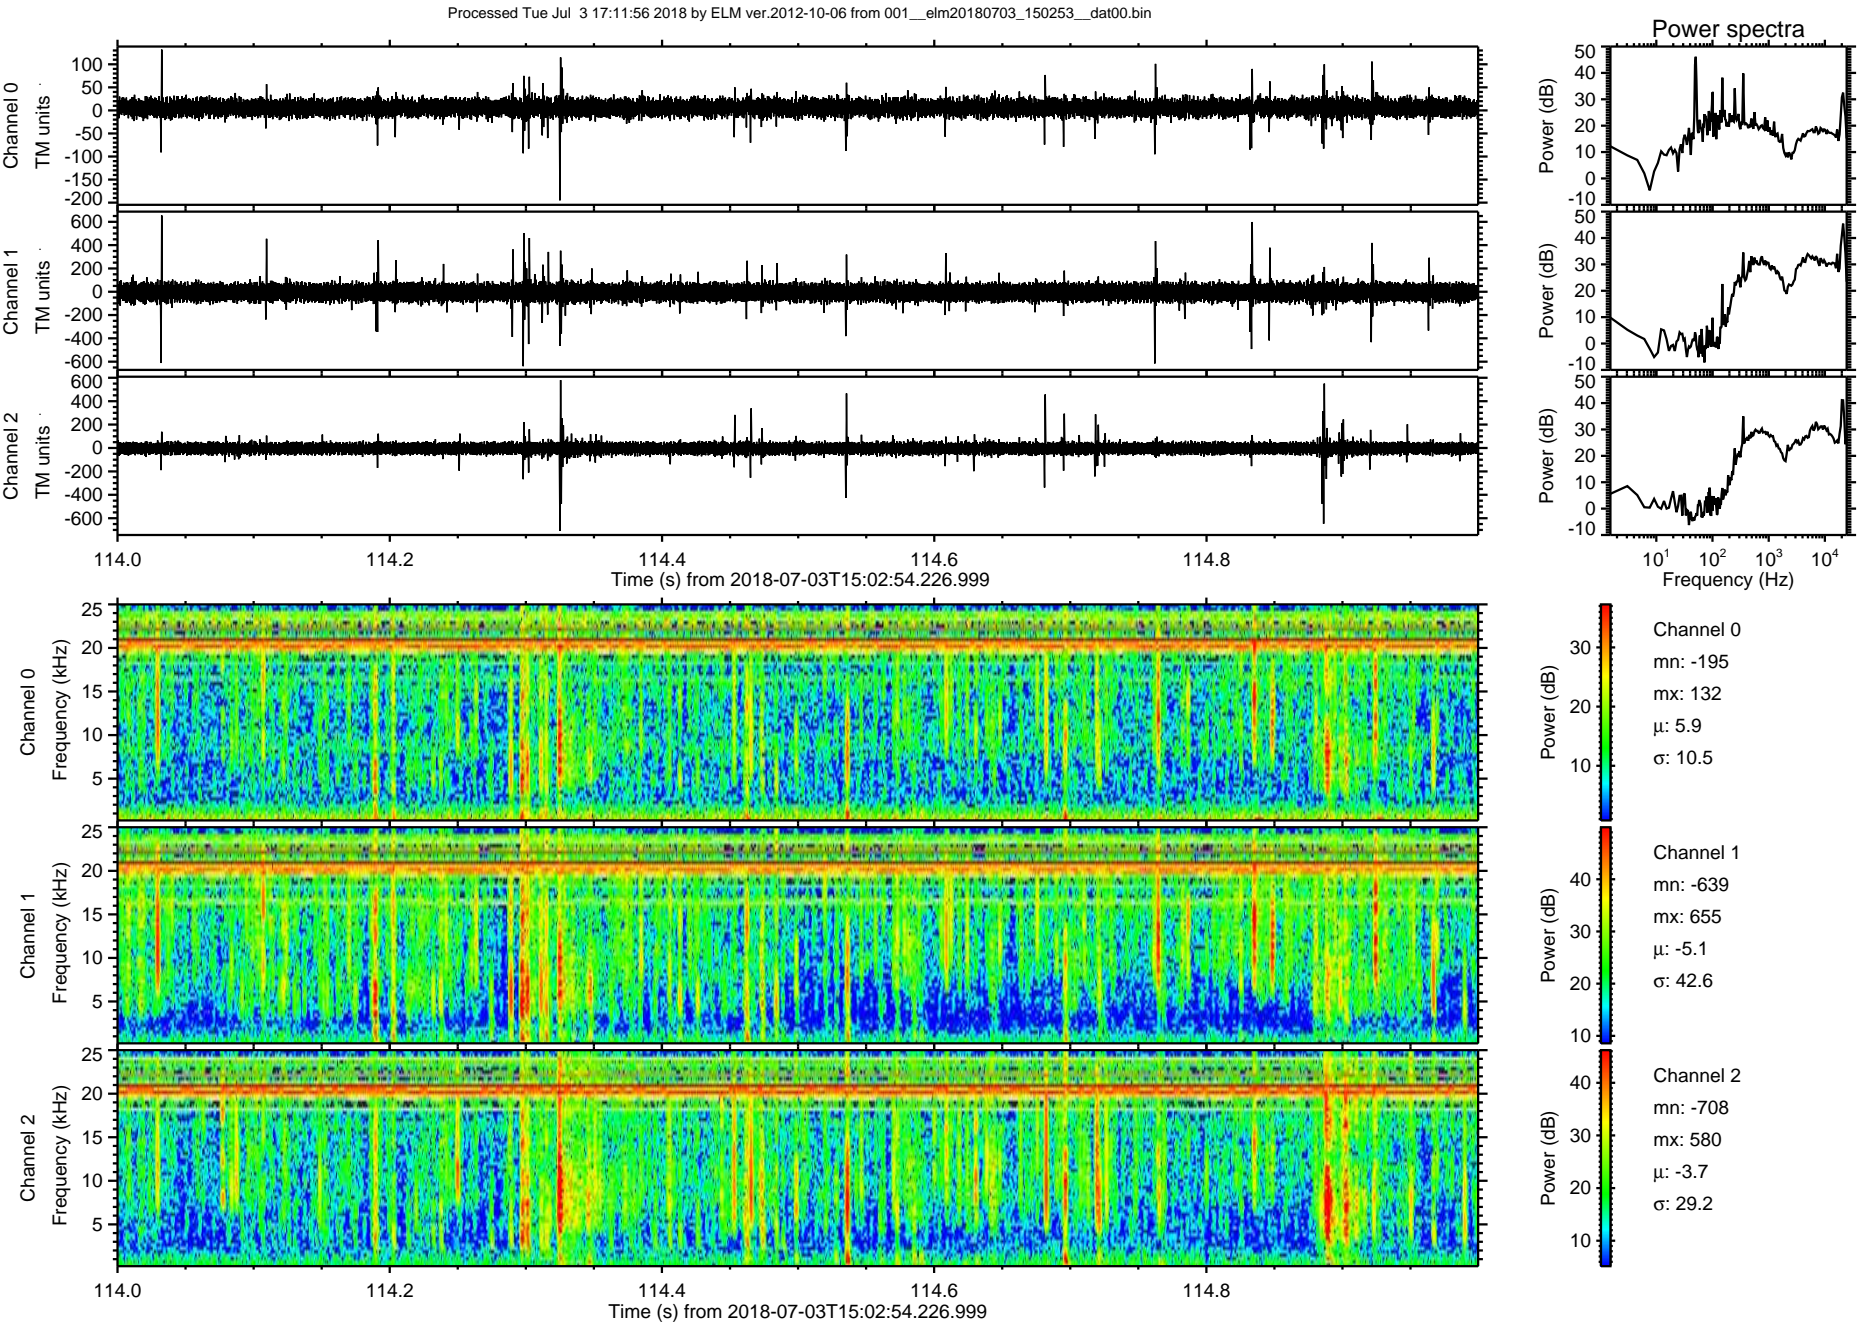 Processed Tue Jul 3 17:11:56 2018 by ELM ver.2012-10-06 from 001__elm20180703_150253__dat00.bin
Power spectra
Channel 0
TM units
100
50
0
-50
-100
-150
-200
Power (dB)
50
40
30
20
10
0
-10
Channel 1
TM units
600
400
200
0
-200
-400
-600
Power (dB)
50
40
30
20
10
0
-10
Channel 2
TM units
600
400
200
0
-200
-400
-600
Power (dB)
50
40
30
20
10
0
-10
114.0 114.2 114.4 114.6 114.8
Time (s) from 2018-07-03T15:02:54.226.999
10^1 10^2 10^3 10^4
Frequency (Hz)
Channel 0
Frequency (kHz)
25
20
15
10
5
Power (dB)
30
20
10
Channel 0
mn: -195
mx: 132
μ: 5.9
σ: 10.5
Channel 1
Frequency (kHz)
25
20
15
10
5
Power (dB)
40
30
20
10
Channel 1
mn: -639
mx: 655
μ: -5.1
σ: 42.6
Channel 2
Frequency (kHz)
25
20
15
10
5
Power (dB)
40
30
20
10
Channel 2
mn: -708
mx: 580
μ: -3.7
σ: 29.2
114.0 114.2 114.4 114.6 114.8
Time (s) from 2018-07-03T15:02:54.226.999